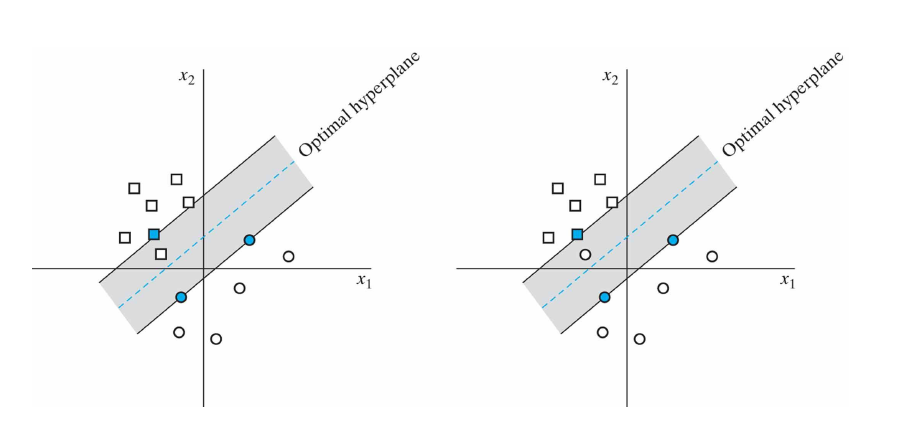 x2
Optimal hyperplane
x1
x2
Optimal hyperplane
x1